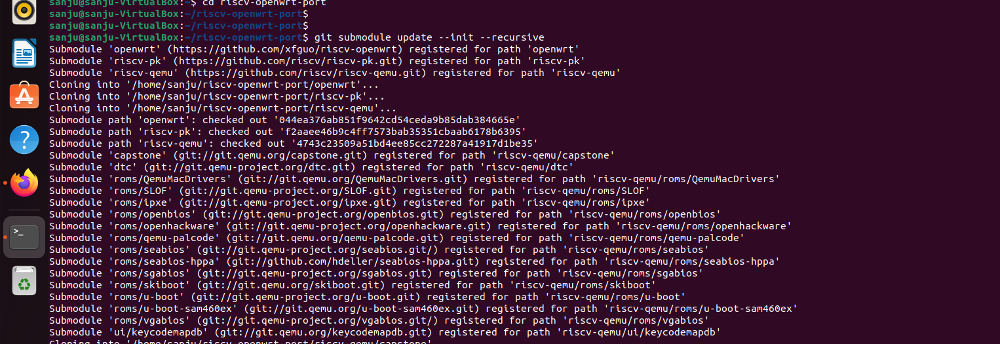 sanju@sanju-VirtualBox:~$ cd riscv-openwrt-port
sanju@sanju-VirtualBox:~/riscv-openwrt-port$
sanju@sanju-VirtualBox:~/riscv-openwrt-port$
sanju@sanju-VirtualBox:~/riscv-openwrt-port$ git submodule update --init --recursive
Submodule 'openwrt' (https://github.com/xfguo/riscv-openwrt) registered for path 'openwrt'
Submodule 'riscv-pk' (https://github.com/riscv/riscv-pk.git) registered for path 'riscv-pk'
Submodule 'riscv-qemu' (https://github.com/riscv/riscv-qemu.git) registered for path 'riscv-qemu'
Cloning into '/home/sanju/riscv-openwrt-port/openwrt'...
Cloning into '/home/sanju/riscv-openwrt-port/riscv-pk'...
Cloning into '/home/sanju/riscv-openwrt-port/riscv-qemu'...
Submodule path 'openwrt': checked out '044ea376ab851f9642cd54ceda9b85dab384665e'
Submodule path 'riscv-pk': checked out 'f2aaee46b9c4ff7573bab35351cbaab6178b6395'
Submodule path 'riscv-qemu': checked out '4743c23509a51bd4ee85cc272287a41917d1be35'
Submodule 'capstone' (git://git.qemu.org/capstone.git) registered for path 'riscv-qemu/capstone'
Submodule 'dtc' (git://git.qemu-project.org/dtc.git) registered for path 'riscv-qemu/dtc'
Submodule 'roms/QemuMacDrivers' (git://git.qemu.org/QemuMacDrivers.git) registered for path 'riscv-qemu/roms/QemuMacDrivers'
Submodule 'roms/SLOF' (git://git.qemu-project.org/SLOF.git) registered for path 'riscv-qemu/roms/SLOF'
Submodule 'roms/ipxe' (git://git.qemu-project.org/ipxe.git) registered for path 'riscv-qemu/roms/ipxe'
Submodule 'roms/openbios' (git://git.qemu-project.org/openbios.git) registered for path 'riscv-qemu/roms/openbios'
Submodule 'roms/openhackware' (git://git.qemu-project.org/openhackware.git) registered for path 'riscv-qemu/roms/openhackware'
Submodule 'roms/qemu-palcode' (git://git.qemu-project.org/qemu-palcode.git) registered for path 'riscv-qemu/roms/qemu-palcode'
Submodule 'roms/seabios' (git://git.qemu-project.org/seabios.git/) registered for path 'riscv-qemu/roms/seabios'
Submodule 'roms/seabios-hppa' (git://github.com/hdeller/seabios-hppa.git) registered for path 'riscv-qemu/roms/seabios-hppa'
Submodule 'roms/sgabios' (git://git.qemu-project.org/sgabios.git) registered for path 'riscv-qemu/roms/sgabios'
Submodule 'roms/skiboot' (git://git.qemu.org/skiboot.git) registered for path 'riscv-qemu/roms/skiboot'
Submodule 'roms/u-boot' (git://git.qemu-project.org/u-boot.git) registered for path 'riscv-qemu/roms/u-boot'
Submodule 'roms/u-boot-sam460ex' (git://git.qemu.org/u-boot-sam460ex.git) registered for path 'riscv-qemu/roms/u-boot-sam460ex'
Submodule 'roms/vgabios' (git://git.qemu-project.org/vgabios.git/) registered for path 'riscv-qemu/roms/vgabios'
Submodule 'ui/keycodemapdb' (git://git.qemu.org/keycodemapdb.git) registered for path 'riscv-qemu/ui/keycodemapdb'
Cloning into '/home/sanju/riscv-openwrt-port/riscv-qemu/capstone'